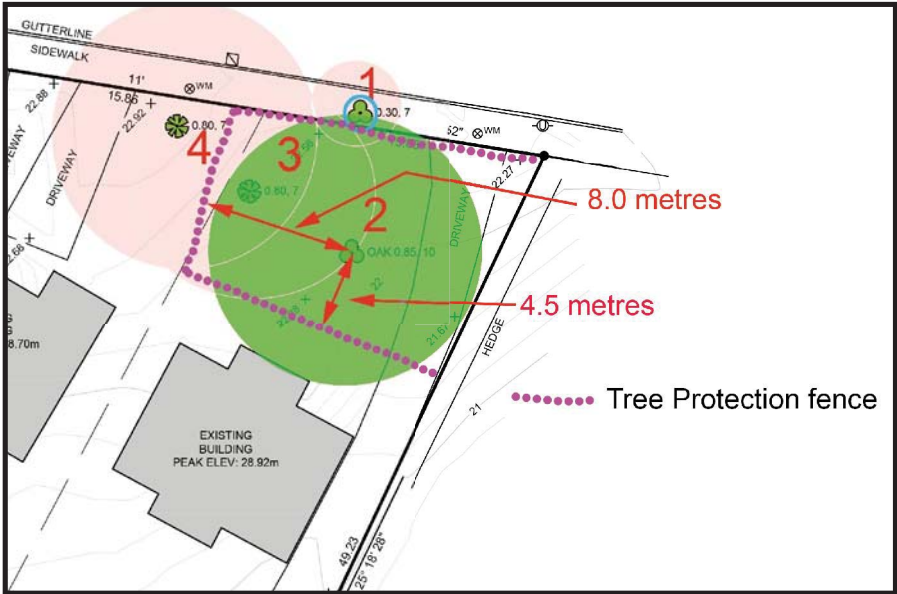 GUTTERLINE
SIDEWALK
11'
15.86
WM
22.88
22.92
1
0.30, 7
52"
WM
0.80, 7
4
3
22.27
DRIVEWAY
0.80, 7
2
8.0 metres
DRIVEWAY
OAK 0.85, 10
22
4.5 metres
21.67
HEDGE
8.70m
21
Tree Protection fence
EXISTING
BUILDING
PEAK ELEV: 28.92m
49.23
25° 18' 28"